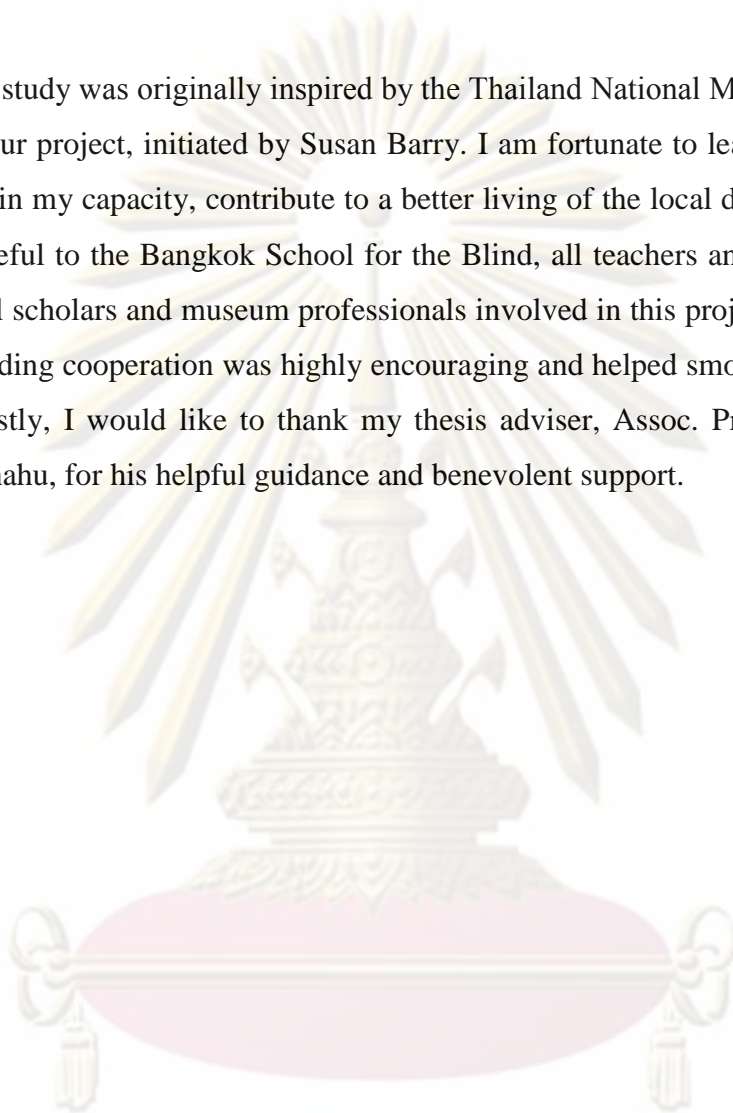 study was originally inspired by the Thailand National M
ur project, initiated by Susan Barry. I am fortunate to lea
in my capacity, contribute to a better living of the local d
eful to the Bangkok School for the Blind, all teachers an
l scholars and museum professionals involved in this proj
ding cooperation was highly encouraging and helped smo
stly, I would like to thank my thesis adviser, Assoc. Pr
nahu, for his helpful guidance and benevolent support.